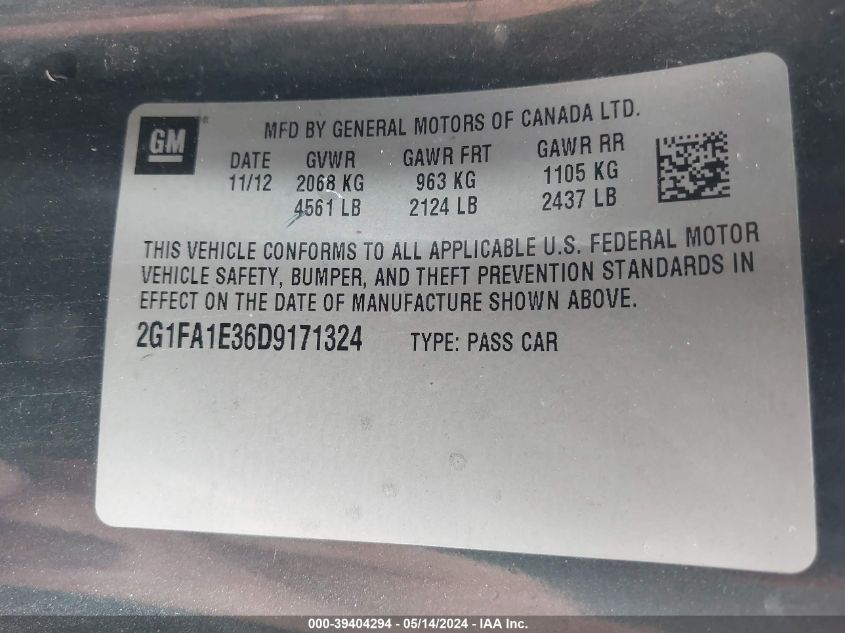 GM
MFD BY GENERAL MOTORS OF CANADA LTD.
DATE GVWR GAWR FRT GAWR RR
11/12 2068 KG 963 KG 1105 KG
4561 LB 2124 LB 2437 LB
THIS VEHICLE CONFORMS TO ALL APPLICABLE U.S. FEDERAL MOTOR
VEHICLE SAFETY, BUMPER, AND THEFT PREVENTION STANDARDS IN
EFFECT ON THE DATE OF MANUFACTURE SHOWN ABOVE.
2G1FA1E36D9171324 TYPE: PASS CAR
000-39404294 - 05/14/2024 - IAA Inc.